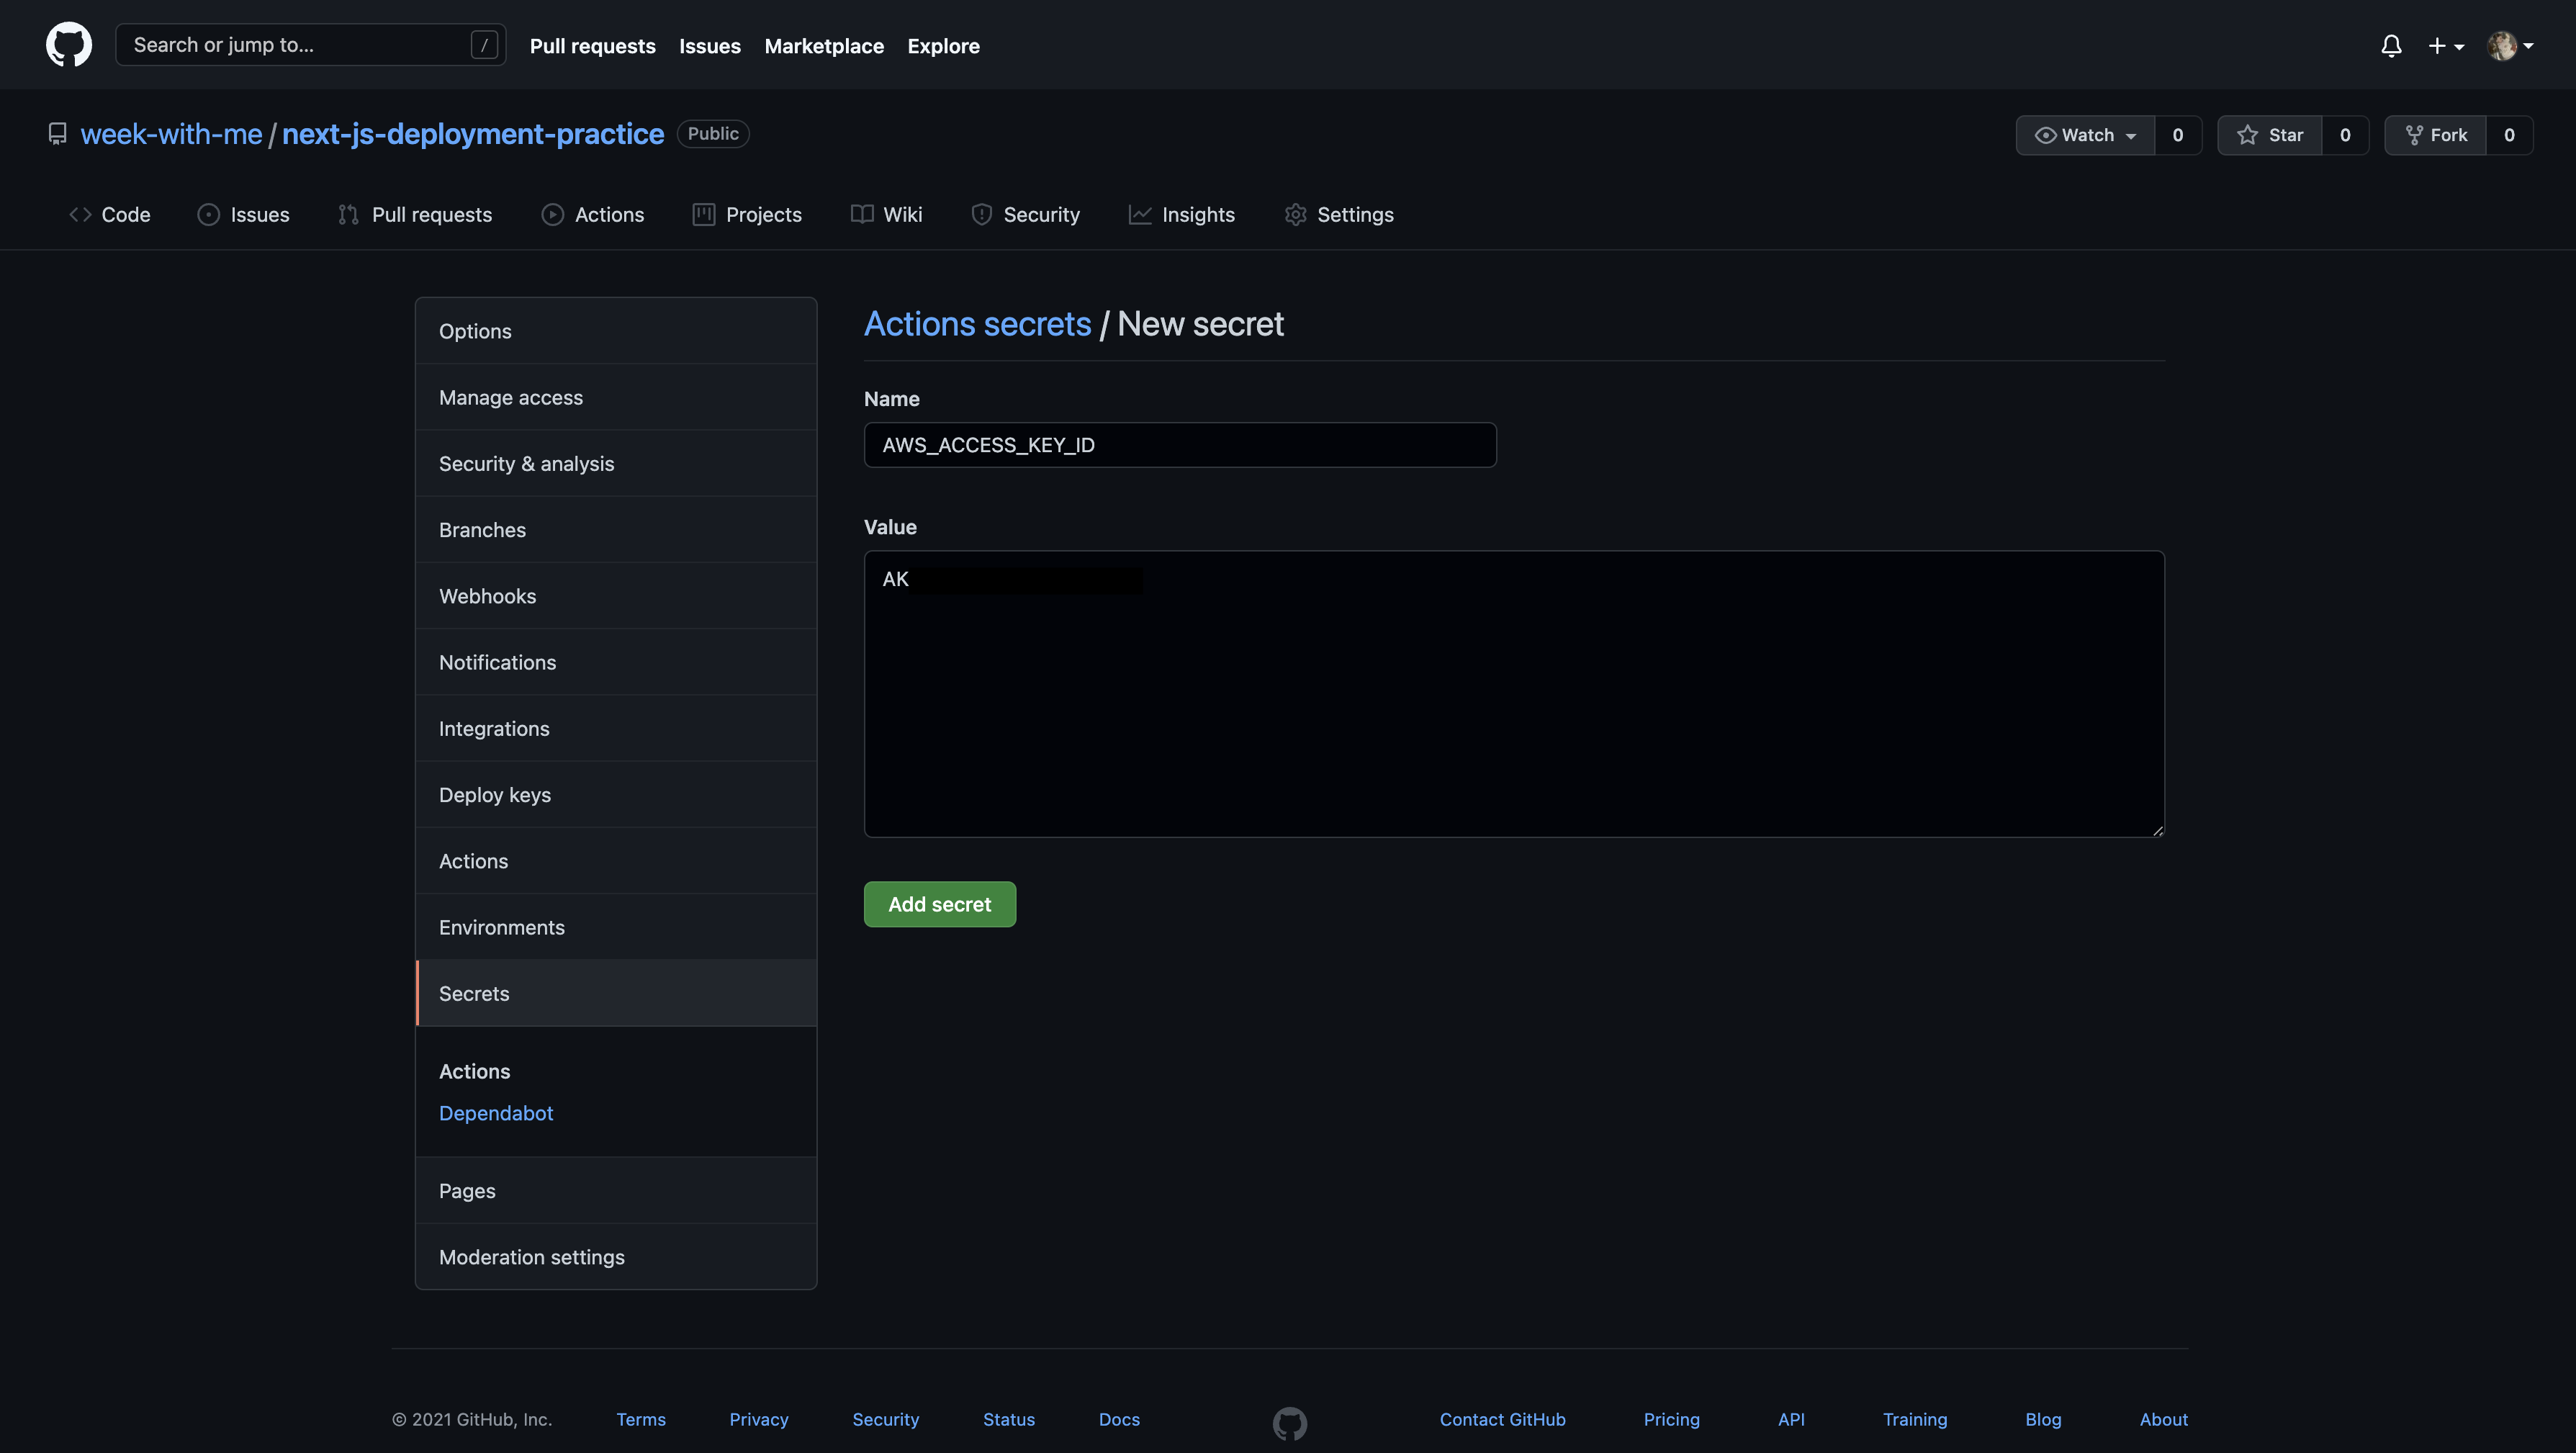 Search or jump to... /
Pull requests Issues Marketplace Explore
week-with-me / next-js-deployment-practice Public
Watch 0 Star 0 Fork 0
Code Issues Pull requests Actions Projects Wiki Security Insights Settings
Options
Manage access
Security & analysis
Branches
Webhooks
Notifications
Integrations
Deploy keys
Actions
Environments
Secrets
Actions
Dependabot
Pages
Moderation settings
Actions secrets / New secret
Name
AWS_ACCESS_KEY_ID
Value
AK
Add secret
© 2021 GitHub, Inc. Terms Privacy Security Status Docs Contact GitHub Pricing API Training Blog About